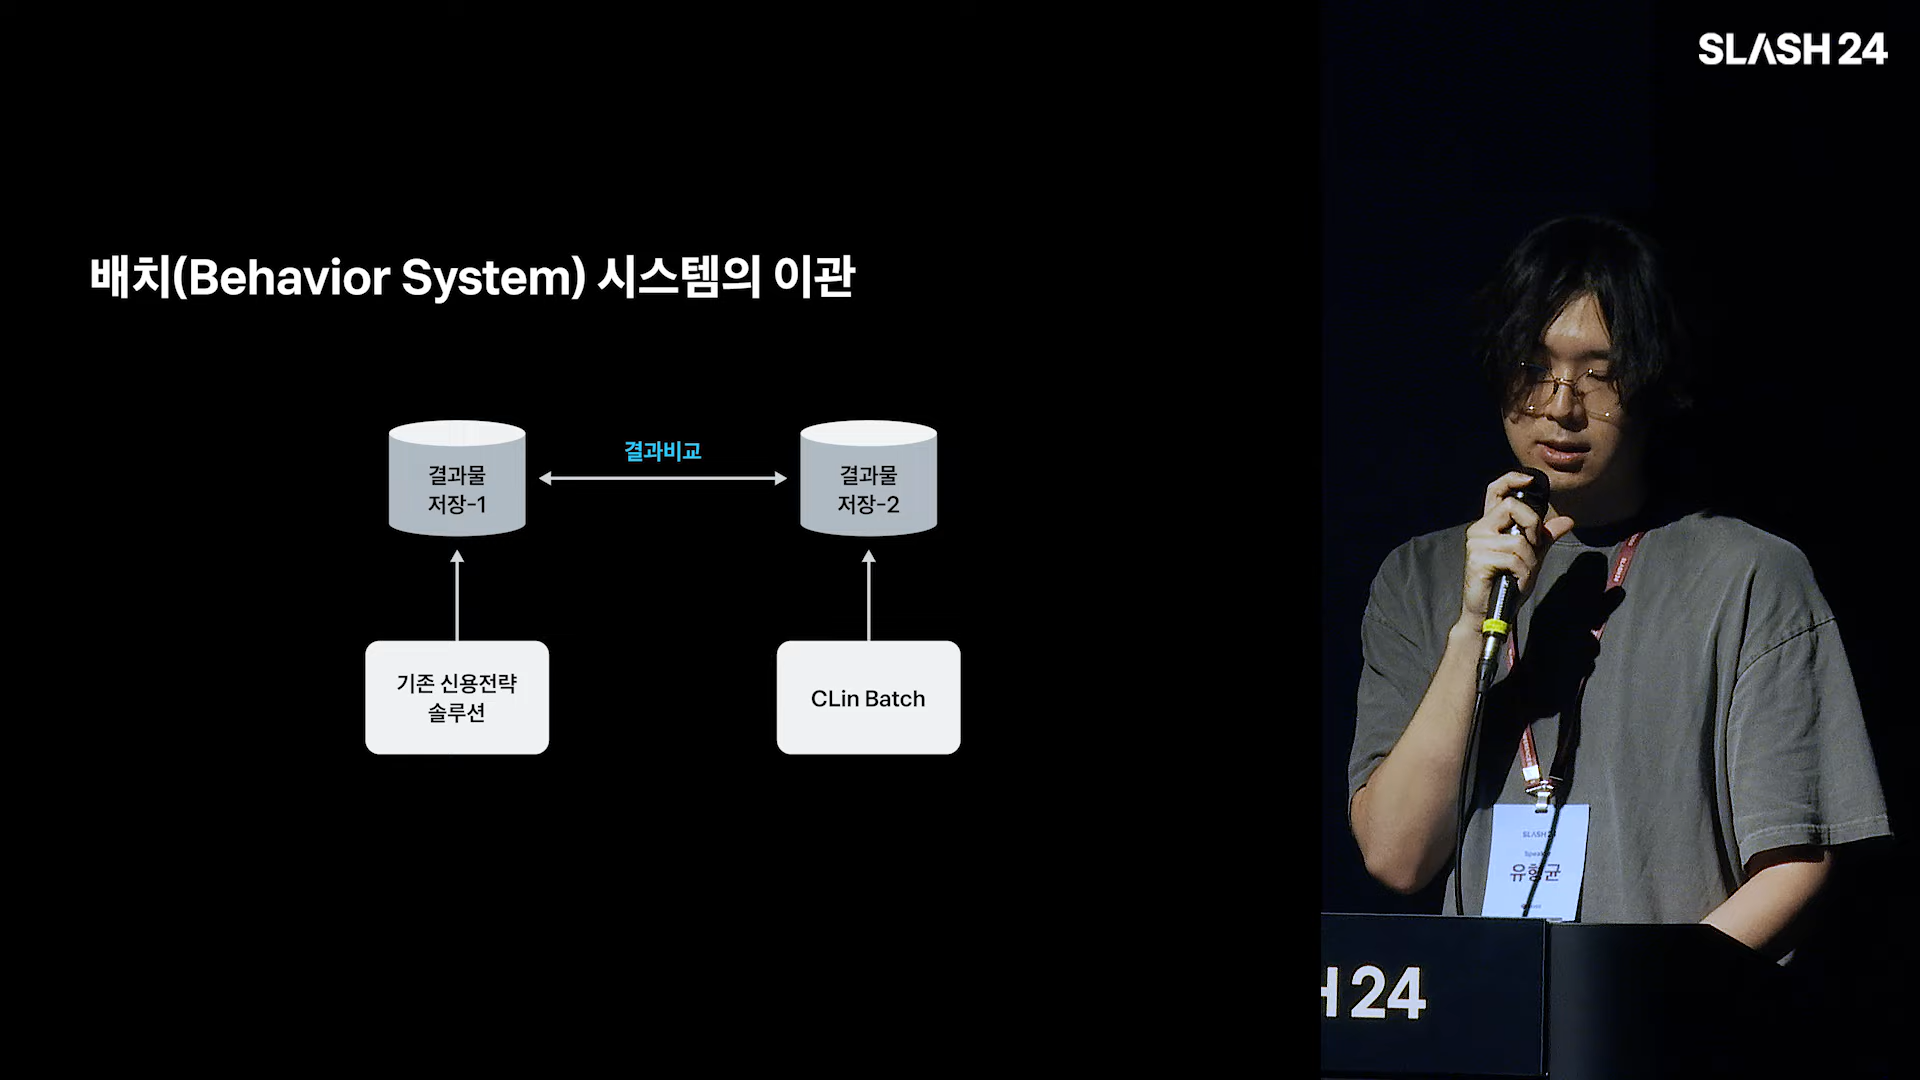 SLASH 24
배치(Behavior System) 시스템의 이관
결과비교
결과물
저장-1
결과물
저장-2
기존 신용전략
솔루션
CLin Batch
SLASH 24
Speaker
유형균
H 24